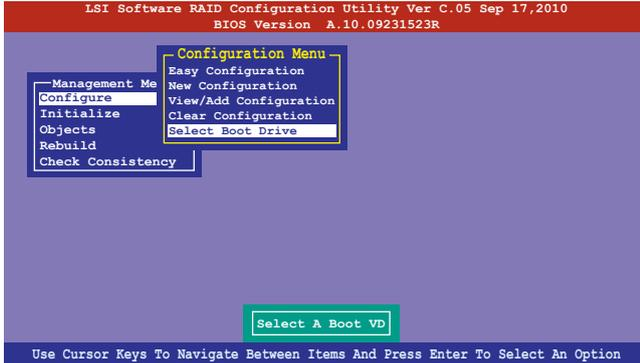 LSI Software RAID Configuration Utility Ver C.05 Sep 17,2010
BIOS Version A.10.09231523R
Configuration Menu
Easy Configuration
New Configuration
View/Add Configuration
Clear Configuration
Select Boot Drive
Management Me
Configure
Initialize
Objects
Rebuild
Check Consistency
Select A Boot VD
Use Cursor Keys To Navigate Between Items And Press Enter To Select An Option